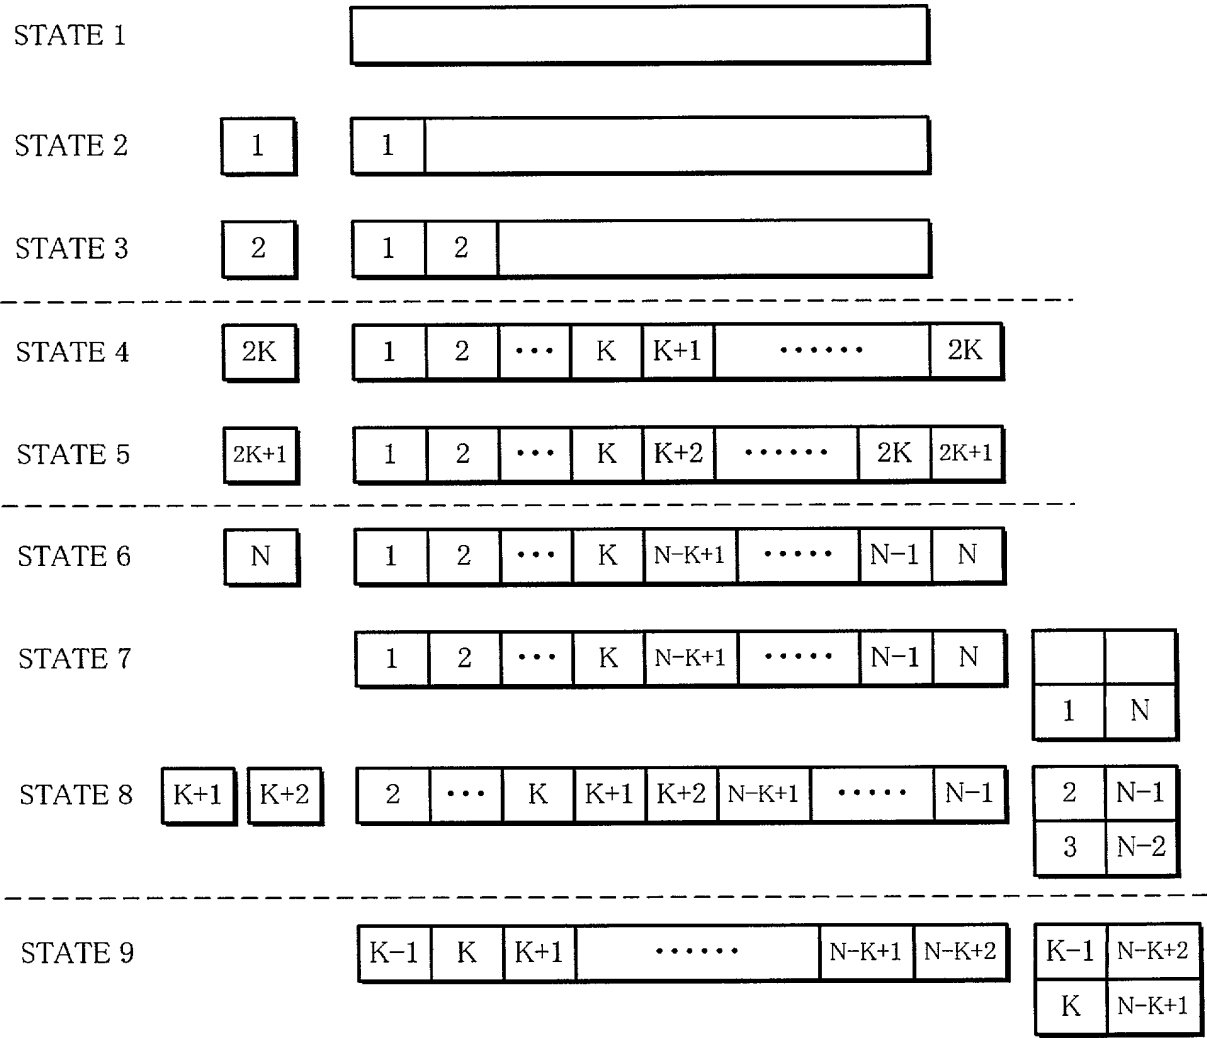 STATE 1
STATE 2 1 1
STATE 3 2 1 2
STATE 4 2K 1 2 ··· K K+1 ······ 2K
STATE 5 2K+1 1 2 ··· K K+2 ······ 2K 2K+1
STATE 6 N 1 2 ··· K N-K+1 ····· N-1 N
STATE 7 1 2 ··· K N-K+1 ····· N-1 N
1 N
STATE 8 K+1 K+2 2 ··· K K+1 K+2 N-K+1 ····· N-1 2 N-1
3 N-2
STATE 9 K-1 K K+1 ······ N-K+1 N-K+2 K-1 N-K+2
K N-K+1